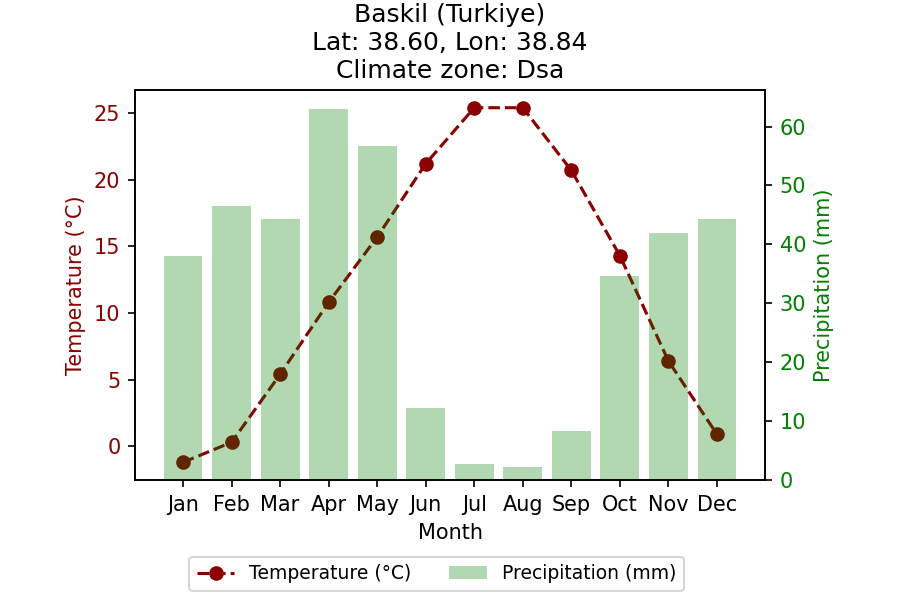 Baskil (Turkiye)
Lat: 38.60, Lon: 38.84
Climate zone: Dsa
Temperature (°C)
25
20
15
10
5
0
60
50
40
30
20
10
0
Precipitation (mm)
Jan Feb Mar Apr May Jun Jul Aug Sep Oct Nov Dec
Month
Temperature (°C) Precipitation (mm)